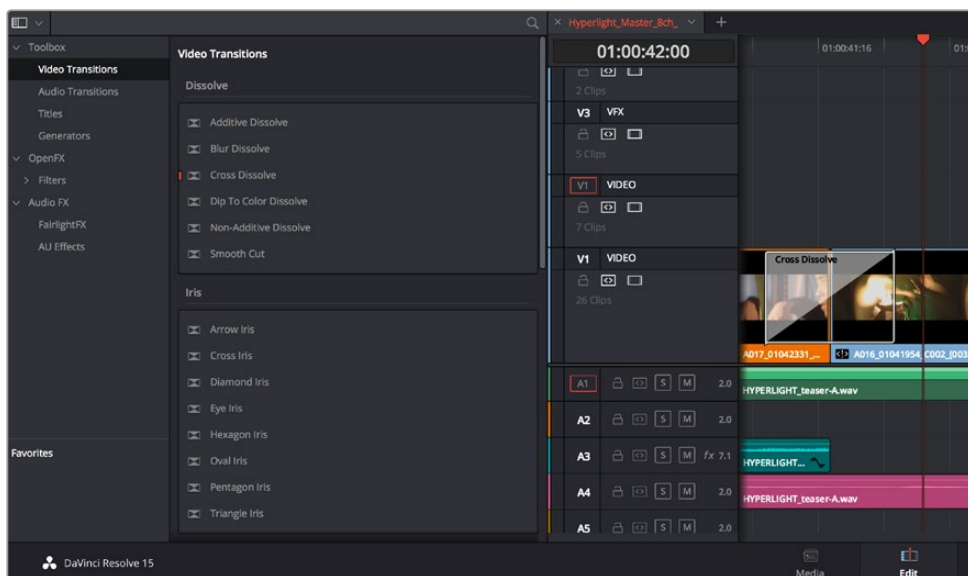 Hyperlight_Master_8ch_
Toolbox
Video Transitions
Audio Transitions
Titles
Generators
OpenFX
Filters
Audio FX
FairlightFX
AU Effects
Favorites
Video Transitions
Dissolve
Additive Dissolve
Blur Dissolve
Cross Dissolve
Dip To Color Dissolve
Non-Additive Dissolve
Smooth Cut
Iris
Arrow Iris
Cross Iris
Diamond Iris
Eye Iris
Hexagon Iris
Oval Iris
Pentagon Iris
Triangle Iris
01:00:42:00
01:00:41:16
2 Clips
V3 VFX
5 Clips
V1 VIDEO
7 Clips
V1 VIDEO
26 Clips
Cross Dissolve
A017_01042331_...
A016_01041954_C002_[003
A1 S M 2.0
HYPERLIGHT_teaser-A.wav
A2 S M 2.0
A3 S M fx 7.1
HYPERLIGHT...
A4 S M 2.0
HYPERLIGHT_teaser-A.wav
A5 S M 2.0
DaVinci Resolve 15
Media
Edit